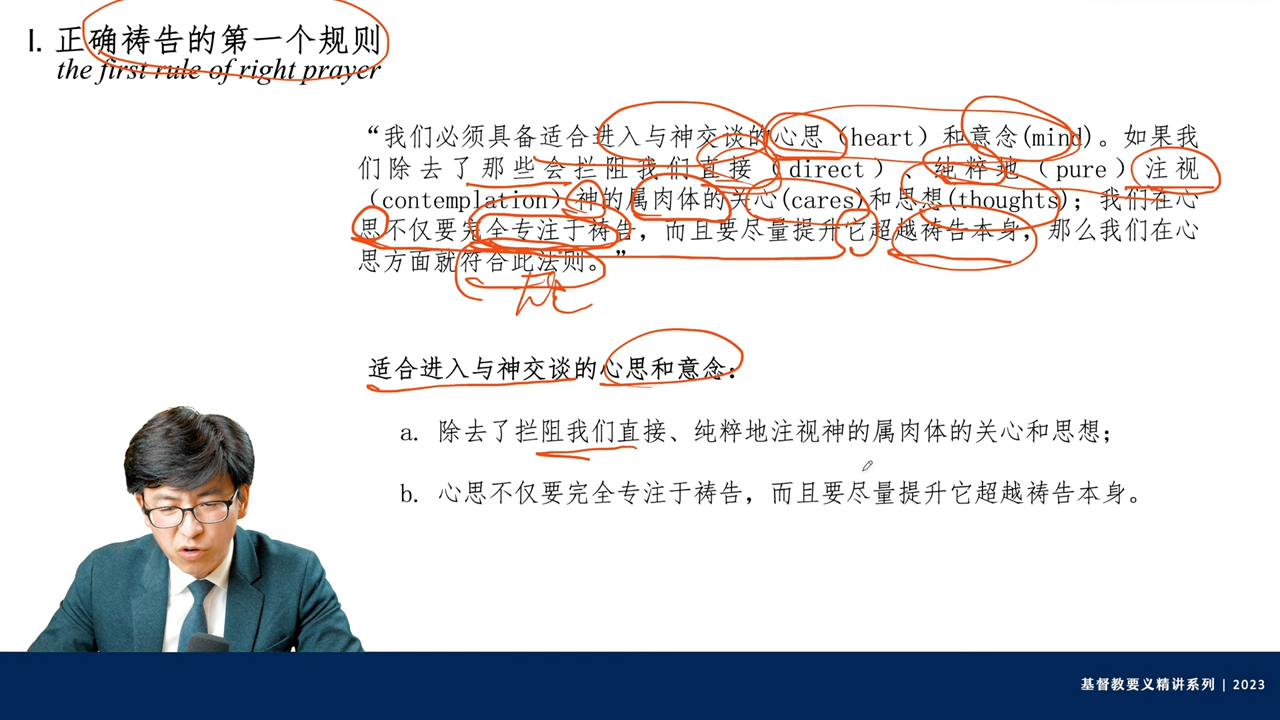 I. 正确祷告的第一个规则
the first rule of right prayer
“我们必须具备适合进入与神交谈的心思（heart）和意念(mind)。如果我
们除去了那些会拦阻我们直接（direct）、纯粹地（pure）注视
（contemplation）神的属肉体的关心(cares)和思想(thoughts)；我们在心
思不仅要完全专注于祷告，而且要尽量提升它超越祷告本身，那么我们在心
思方面就符合此法则。”
适合进入与神交谈的心思和意念：
a. 除去了拦阻我们直接、纯粹地注视神的属肉体的关心和思想；
b. 心思不仅要完全专注于祷告，而且要尽量提升它超越祷告本身。
基督教要义精讲系列 | 2023